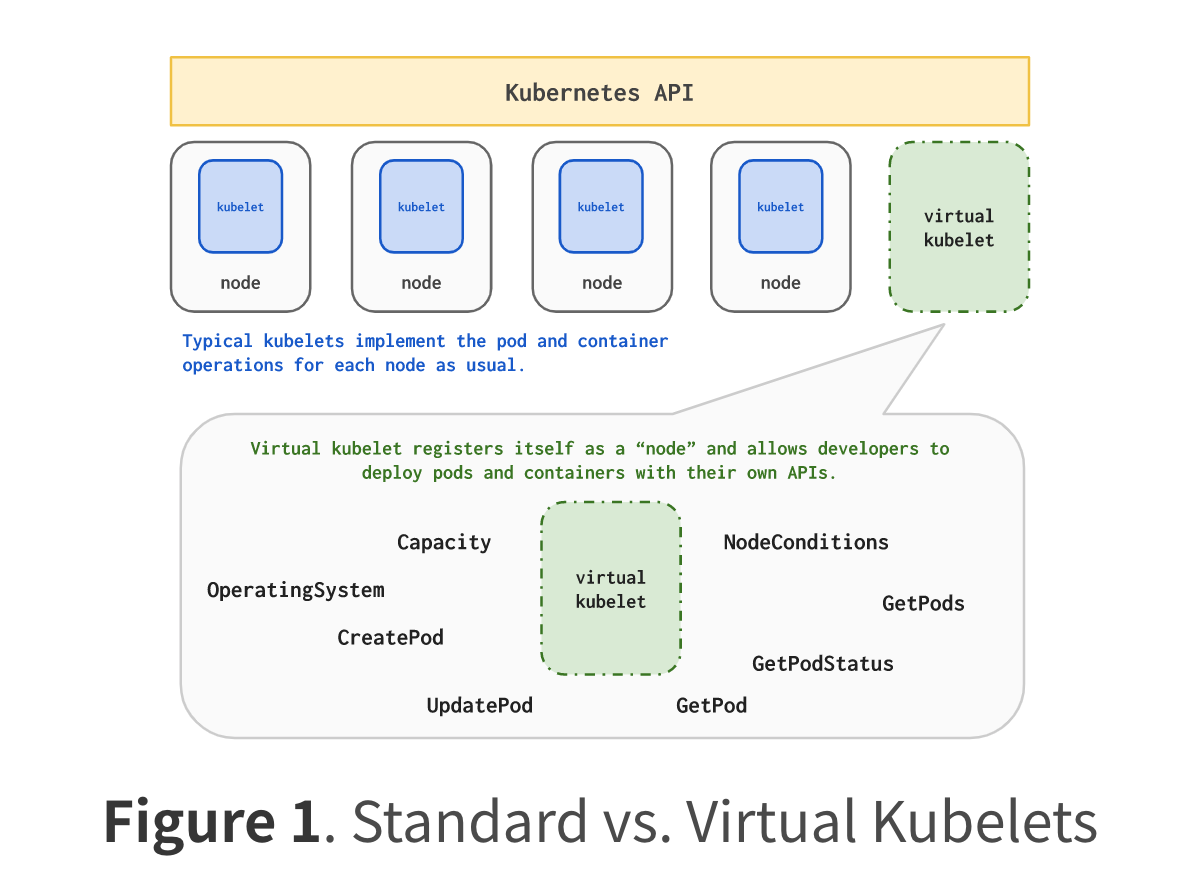 Kubernetes API
kubelet
node
kubelet
node
kubelet
node
kubelet
node
virtual
kubelet
Typical kubelets implement the pod and container
operations for each node as usual.
Virtual kubelet registers itself as a “node” and allows developers to
deploy pods and containers with their own APIs.
Capacity
OperatingSystem
CreatePod
UpdatePod
virtual
kubelet
NodeConditions
GetPods
GetPodStatus
GetPod
Figure 1. Standard vs. Virtual Kubelets